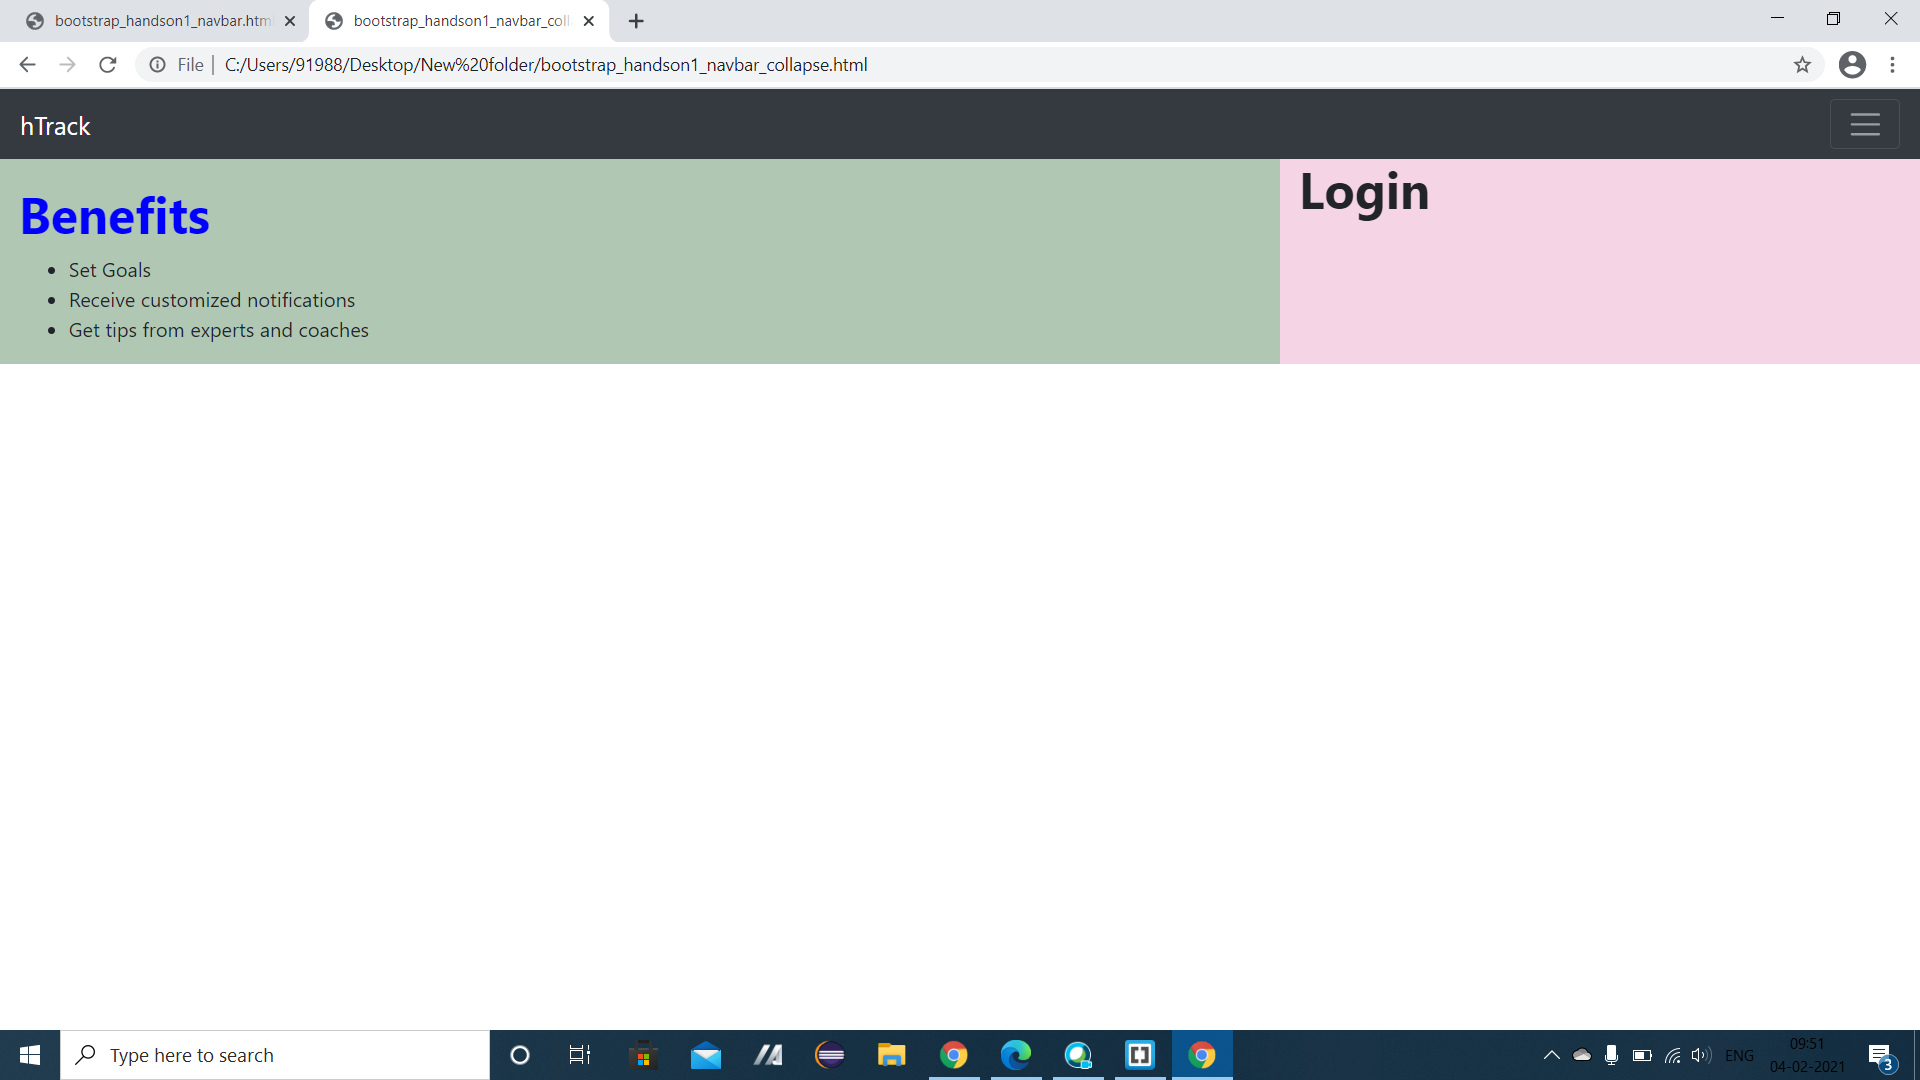 bootstrap_handson1_navbar.htm
bootstrap_handson1_navbar_coll
File | C:/Users/91988/Desktop/New%20folder/bootstrap_handson1_navbar_collapse.html
hTrack
Benefits
Login
• Set Goals
• Receive customized notifications
• Get tips from experts and coaches
Type here to search
ENG
09:51
04-02-2021
3